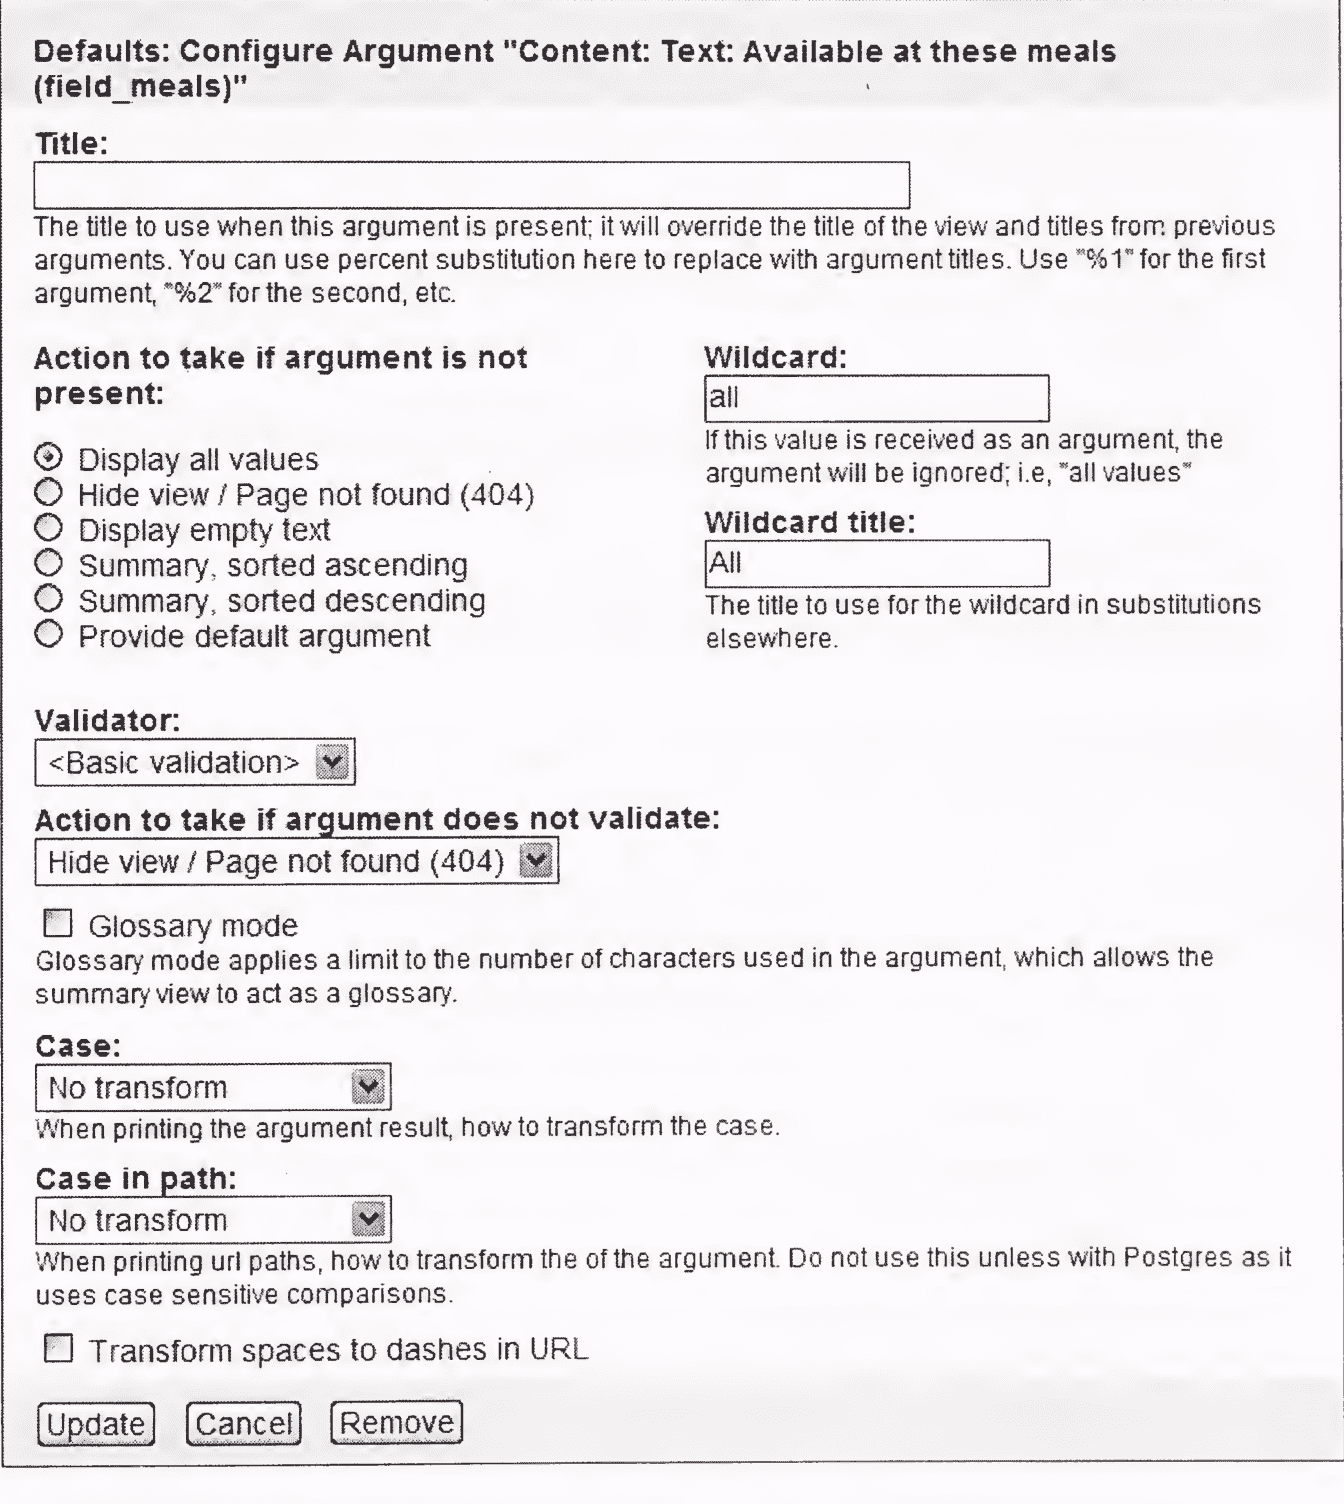 Defaults: Configure Argument "Content: Text: Available at these meals
(field_meals)"
Title:
The title to use when this argument is present; it will override the title of the view and titles from previous
arguments. You can use percent substitution here to replace with argument titles. Use "%1" for the first
argument, "%2" for the second, etc.
Action to take if argument is not
present:
Display all values
Hide view / Page not found (404)
Display empty text
Summary, sorted ascending
Summary, sorted descending
Provide default argument
Wildcard:
all
If this value is received as an argument, the
argument will be ignored; i.e, "all values"
Wildcard title:
All
The title to use for the wildcard in substitutions
elsewhere.
Validator:
<Basic validation>
Action to take if argument does not validate:
Hide view / Page not found (404)
Glossary mode
Glossary mode applies a limit to the number of characters used in the argument, which allows the
summary view to act as a glossary.
Case:
No transform
When printing the argument result, how to transform the case.
Case in path:
No transform
When printing url paths, how to transform the of the argument. Do not use this unless with Postgres as it
uses case sensitive comparisons.
Transform spaces to dashes in URL
Update Cancel Remove